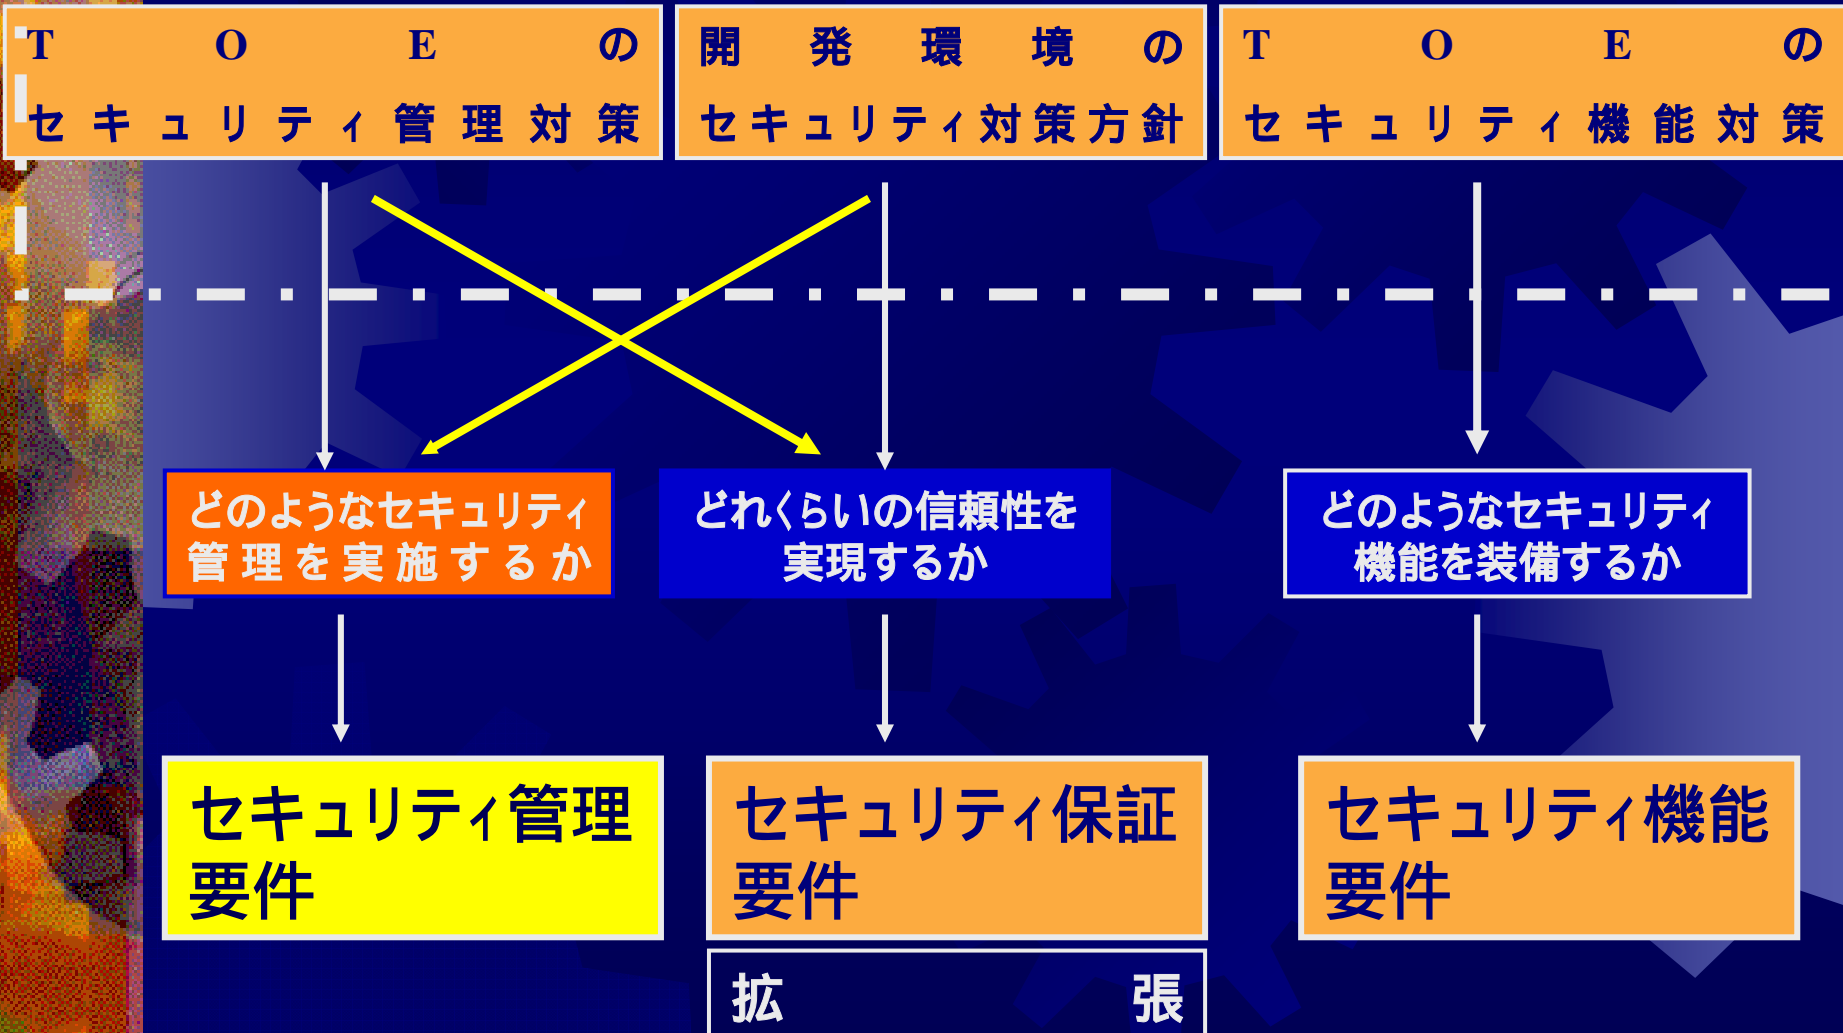 TOEの
セキュリティ管理対策
開発環境の
セキュリティ対策方針
TOEの
セキュリティ機能対策
どのようなセキュリティ
管理を実施するか
どれくらいの信頼性を
実現するか
どのようなセキュリティ
機能を装備するか
セキュリティ管理
要件
セキュリティ保証
要件
セキュリティ機能
要件
拡張